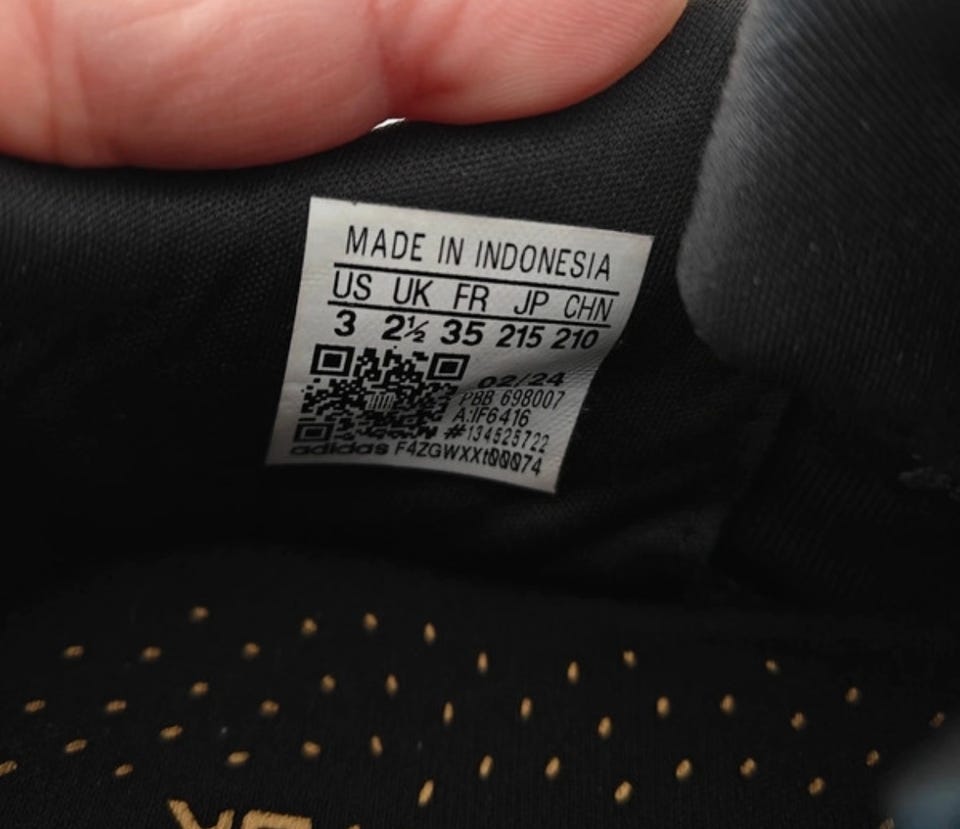 MADE IN INDONESIA
US UK FR JP CHN
3 2½ 35 215 210
02/24
PBB 698007
A:IF6416
#134525722
adidas F4ZGWXXt00074